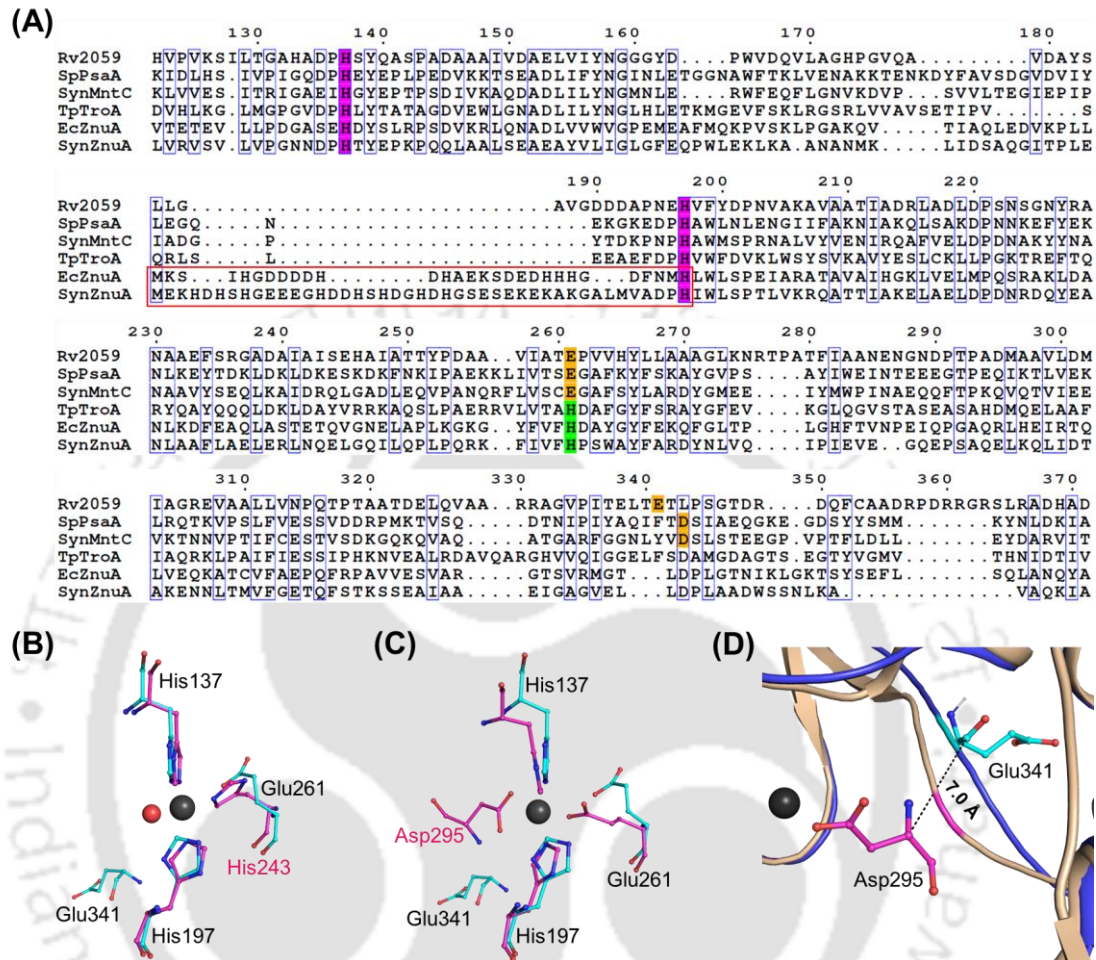 (A)
130 140 150 160 170 180
Rv2059 HVPVKSILTGAHADPHSYQASPADAAAIVDAELVIYNGGGYD....PWVDQVLAGHPGVQA........VDAYS
SpPsaA KIDLHS.IVPIGQDPHEYEPLPEDVKKTSEADLIFYNGINLETGGNAWFTKLVENAKKTENKDYFAVSDGVDVIY
SynMntC KLVVES.ITRIGAEIHGYEPTPSDIVKAQDADLILYNGMNLE....RWFEQFLGNVKDVP.....SVVLTEGIEPIP
TpTroA DVHLKG.LMGPGVDPHLYTATAGDVEWLGNADLILYNGLHLETKMGEVFSKLRGSRLVVAVSETIPV....S
EcZnuA VTETEV.LLPDGASEHDYSLRPSDVKRLQNADLVVWVGPEMEAFMQKPVSKLPGAKQV.....TIAQLEDVKPLL
SynZnuA LVRVSV.LVPGNNDPHTYEPKPQQLAALSEAEAYVLIGLGFEQPWLEKLKA.ANANMK.....LIDSAQGITPLE
190 200 210 220
Rv2059 LLG..............................AVGDDDAPNEHVFYDPNVAKAVAATIADRLADLDPSNSGNYRA
SpPsaA LEGQ.....N.......................EKGKEDPHAWLNLENGIIFAKNIAKQLSAKDPNNKEFYEK
SynMntC IADG.....P.......................YTDKPNPHAWMSPRNALVYVENIRQAFVELDPDNAKYYNA
TpTroA QRLS.....L.......................EEAEFDPHVWFDVKLWSYSVKAVYESLCKLLPGKTREFTQ
EcZnuA MKS...IHGDDDDDH........DHAEKSDEDHHHG..DFNMHLWLSPEIARATAVAIHGKLVELMPQSRAKLDA
SynZnuA MEKHDHSHGEEEGHDDHSHDGHDHGSESEKEKAKGALMVADPHIWLSPTLVKRQATTIAKELAELDPDNRDQYEA
230 240 250 260 270 280 290 300
Rv2059 NAAEFSRGADAIAISEHAIATTYPDAA..VIATEPVVHYLLAAAGLKNRTPATFIAANENGNDPTPADMAAVLDM
SpPsaA NLKEYTDKLDKLDKESKDKFNKIPAEKKLIVTSEGAFKYFSKAYGVPS....AYIWEINTEEEGTPEQIKTLVEK
SynMntC NAAVYSEQLKAIDRQLGADLEQVPANQRFLVSCEGAFSYLARDYGMEE....IYMWPINAEQQFTPKQVQTVIEE
TpTroA RYQAYQQQLDKLDAYVRRKAQSLPAERRVLVTAHDAFGYFSRAYGFEV....KGLQGVSTASEASAHDMQELAAF
EcZnuA NLKDFEAQLASTETQVGNELAPLKGKG.YFVFHDAYGYFEKQFGLTP....LGHFTVNPEIQPGAQRLHEIRTQ
SynZnuA NLAAFLAELERLNQELGQILQPLPQRK.FIVFHPSWAYFARDYNLVQ....IPIEVE.GQEPSAQELKQLIDT
310 320 330 340 350 360 370
Rv2059 IAGREVAALLVNPQTPTAATDELQVAA..RRAGVPITELTETLPSGTDR...DQFCAADRPDRRGRSLRADHAD
SpPsaA LRQTKVPSLFVESSVDDRPMKTVSQ.....DTNIPIYAQIFTDSIAEQGKE.GDSYYSMM.....KYNLDKIA
SynMntC VKTNNVPTIFCESTVSDKGQKQVAQ.....ATGARFGGNLYVDSLSTEEGP.VPTFLDLL.....EYDARVIT
TpTroA IAQRKLPAIFIESSIPHKNVEALRDAVQARGHVVQIGGELFSDAMGDAGTS.EGTYVGMV.....THNIDTIV
EcZnuA LVEQKATCVFAEPQFRPAVVESVAR.....GTSVRMGT..LDPLGTNIKLGKTSYSEFL......SQLANQYA
SynZnuA AKENNLTMVFGETQFSTKSSEAIAA.....EIGAGVEL..LDPLAADWSSNLKA...........VAQKIA
(B)
His137
Glu261
His243
Glu341
His197
(C)
His137
Asp295
Glu261
Glu341
His197
(D)
Glu341
7.0 Å
Asp295